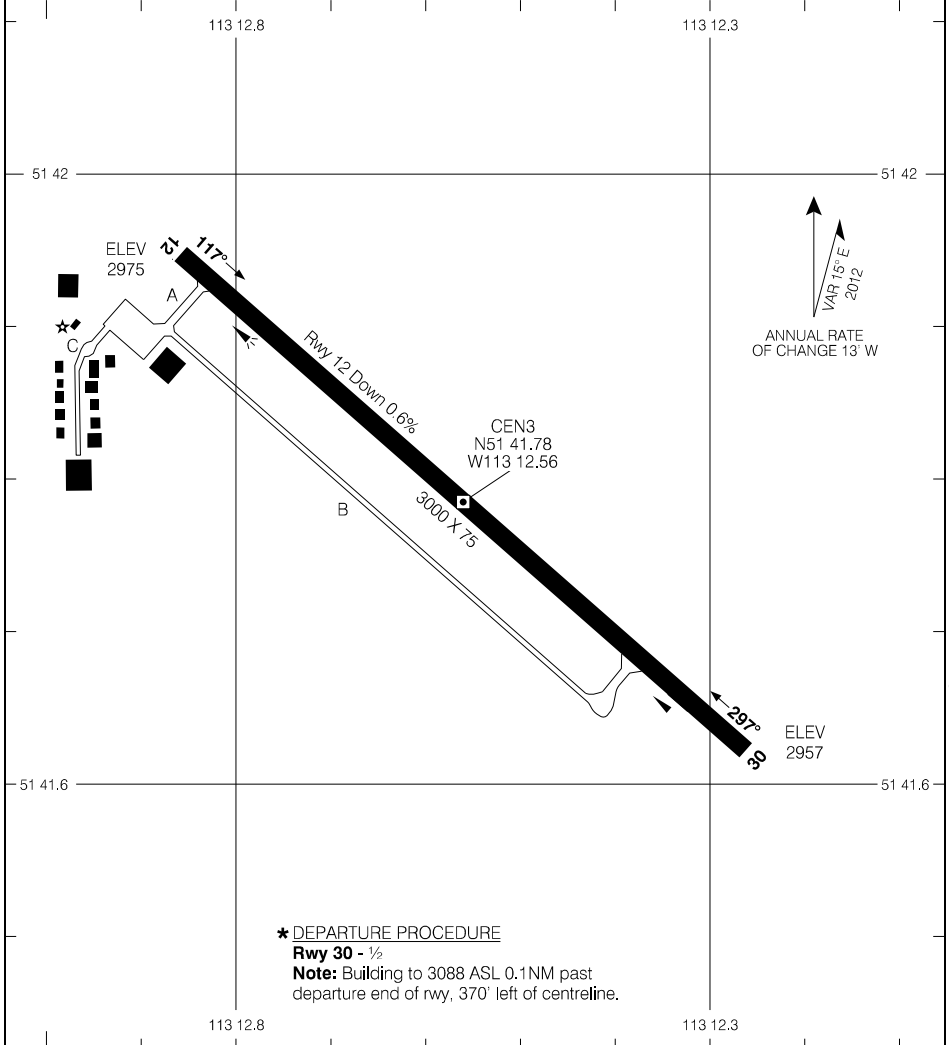 113 12.8
113 12.3
51 42
51 42
ELEV
2975
12
117°
A
VAR 15° E
2012
C
ANNUAL RATE
OF CHANGE 13' W
Rwy 12 Down 0.6%
CEN3
N51 41.78
W113 12.56
3000 X 75
B
297°
ELEV
2957
30
51 41.6
51 41.6
* DEPARTURE PROCEDURE
Rwy 30 - ½
Note: Building to 3088 ASL 0.1NM past
departure end of rwy, 370' left of centreline.
113 12.8
113 12.3